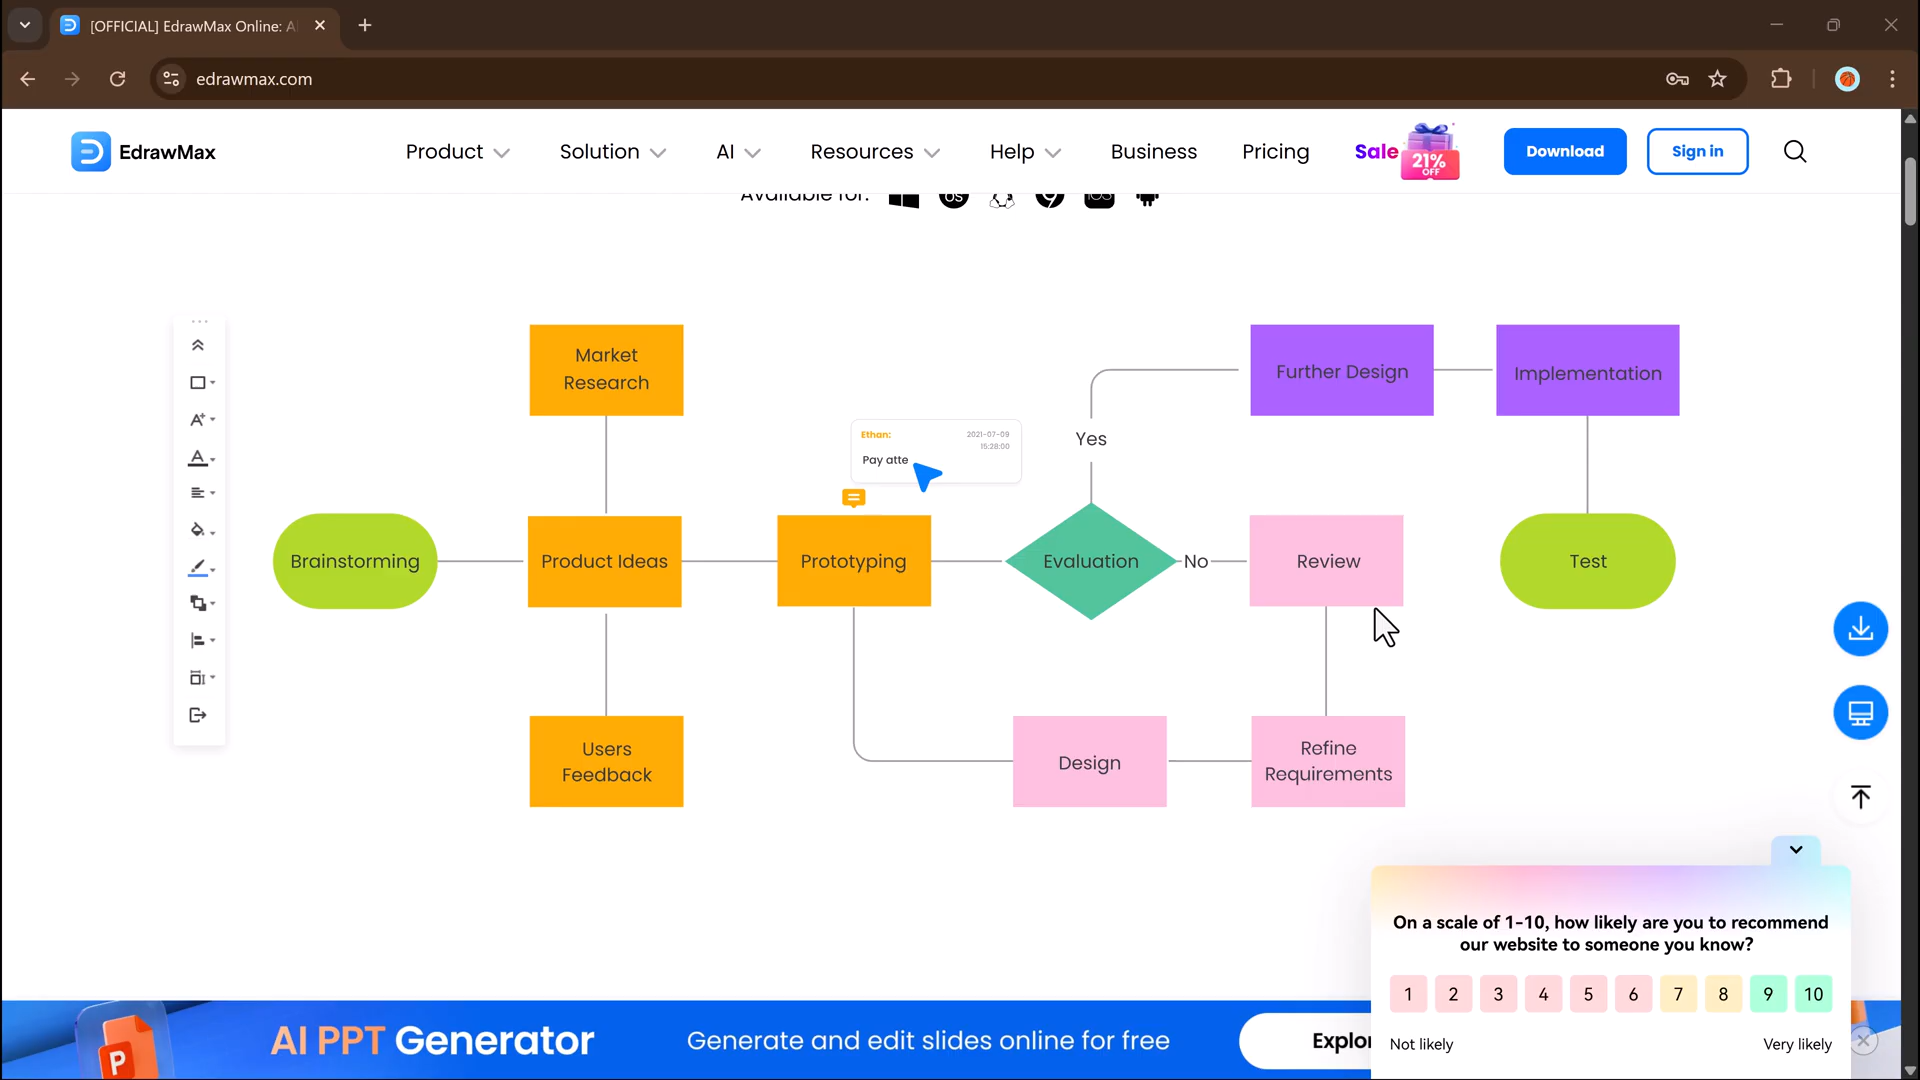 [OFFICIAL] EdrawMax Online: A
edrawmax.com
EdrawMax
Product
Solution
AI
Resources
Help
Business
Pricing
Sale
21%
OFF
Download
Sign in
Available for:
OS
iOS
Market
Research
Further Design
Implementation
Ethan:
2021-07-09
15:28:00
Pay atte
Yes
Brainstorming
Product Ideas
Prototyping
Evaluation
No
Review
Test
Users
Feedback
Design
Refine
Requirements
On a scale of 1-10, how likely are you to recommend
our website to someone you know?
1 2 3 4 5 6 7 8 9 10
Not likely
Very likely
P
AI PPT Generator
Generate and edit slides online for free
Explor